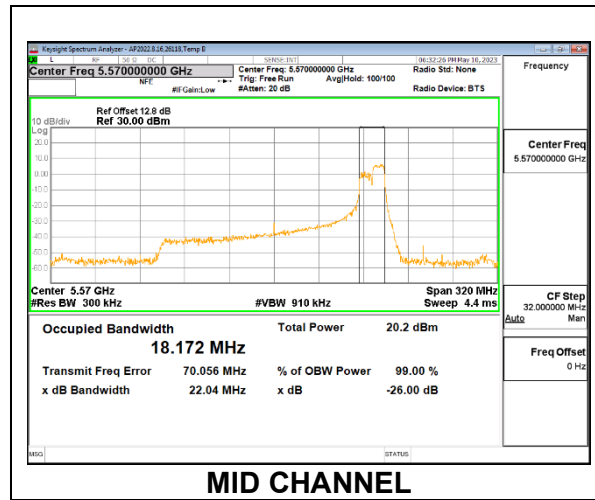 Keysight Spectrum Analyzer - AP2022.8.16,26118,Temp B
L RF 50 Ω DC SENSE:INT 06:32:26 PM May 10, 2023
Center Freq 5.570000000 GHz Center Freq: 5.570000000 GHz Radio Std: None Frequency
NFE Trig: Free Run Avg|Hold: 100/100
#IFGain:Low #Atten: 20 dB Radio Device: BTS
Ref Offset 12.8 dB
10 dB/div Ref 30.00 dBm
Log
20.0
10.0
0.00
-10.0
-20.0
-30.0
-40.0
-50.0
-60.0
Center Freq
5.570000000 GHz
Center 5.57 GHz Span 320 MHz
#Res BW 300 kHz #VBW 910 kHz Sweep 4.4 ms
CF Step
32.000000 MHz
Auto Man
Occupied Bandwidth Total Power 20.2 dBm
18.172 MHz
Transmit Freq Error 70.056 MHz % of OBW Power 99.00 %
x dB Bandwidth 22.04 MHz x dB -26.00 dB
Freq Offset
0 Hz
MSG STATUS
MID CHANNEL